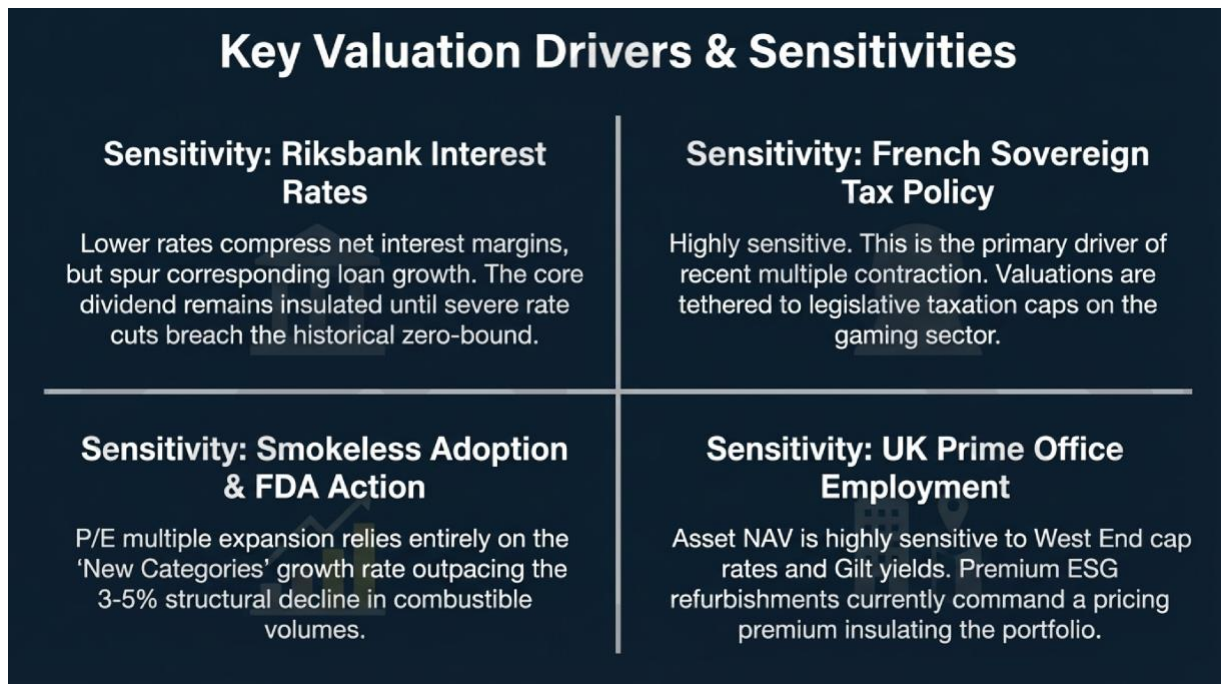 Key Valuation Drivers & Sensitivities
Sensitivity: Riksbank Interest
Rates
Lower rates compress net interest margins,
but spur corresponding loan growth. The core
dividend remains insulated until severe rate
cuts breach the historical zero-bound.
Sensitivity: French Sovereign
Tax Policy
Highly sensitive. This is the primary driver of
recent multiple contraction. Valuations are
tethered to legislative taxation caps on the
gaming sector.
Sensitivity: Smokeless Adoption
& FDA Action
P/E multiple expansion relies entirely on the
‘New Categories’ growth rate outpacing the
3-5% structural decline in combustible
volumes.
Sensitivity: UK Prime Office
Employment
Asset NAV is highly sensitive to West End cap
rates and Gilt yields. Premium ESG
refurbishments currently command a pricing
premium insulating the portfolio.